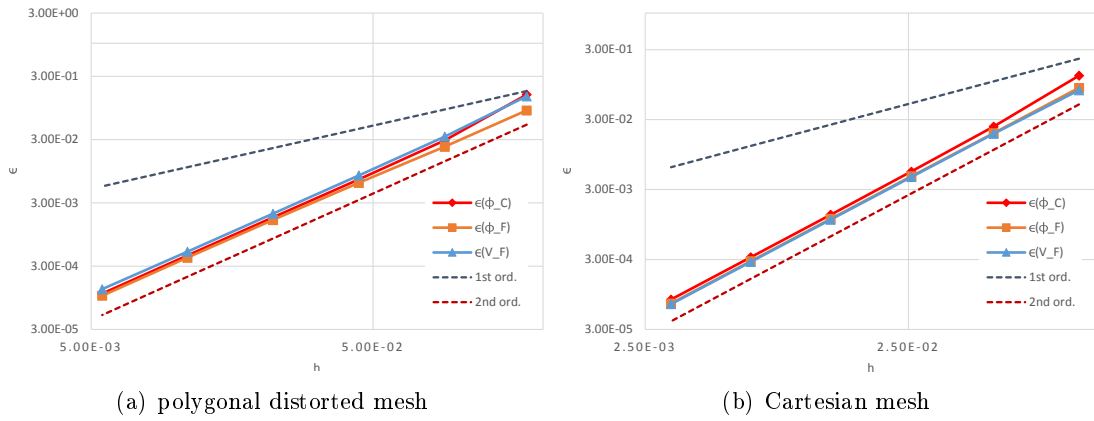 3.00E+00
3.00E-01
3.00E-02
3.00E-03
3.00E-04
3.00E-05
ϵ
5.00E-03
5.00E-02
h
ϵ(ϕ_C)
ϵ(ϕ_F)
ϵ(V_F)
1st ord.
2nd ord.
(a) polygonal distorted mesh
3.00E-01
3.00E-02
3.00E-03
3.00E-04
3.00E-05
ϵ
2.50E-03
2.50E-02
h
ϵ(ϕ_C)
ϵ(ϕ_F)
ϵ(V_F)
1st ord.
2nd ord.
(b) Cartesian mesh